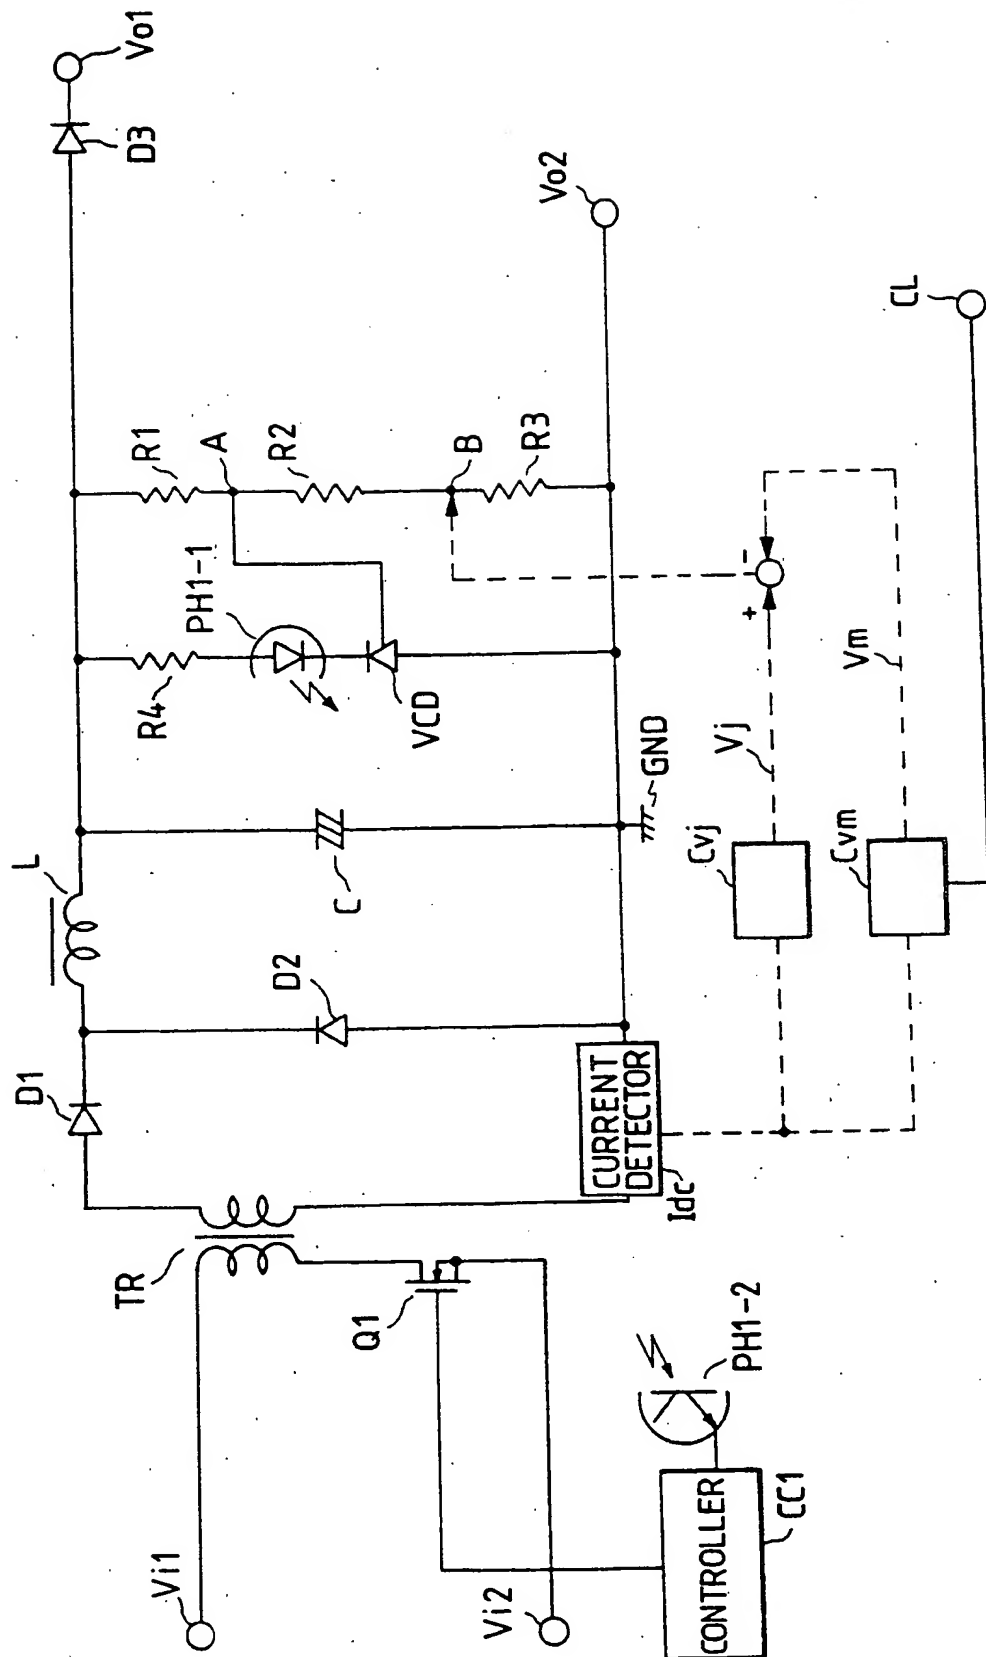 Vo1
D3
Vo2
CL
R1
A
R2
B
R3
PH1-1
R4
VCD
-
+
Vj
Vm
GND
L
C
Cvj
Cvm
D2
D1
CURRENT
DETECTOR
Idc
TR
Q1
PH1-2
Vi1
Vi2
CONTROLLER
CC1